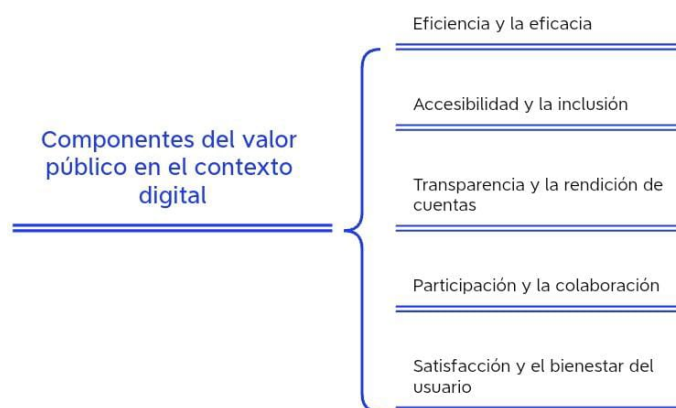 Componentes del valor
público en el contexto
digital
Eficiencia y la eficacia
Accesibilidad y la inclusión
Transparencia y la rendición de
cuentas
Participación y la colaboración
Satisfacción y el bienestar del
usuario